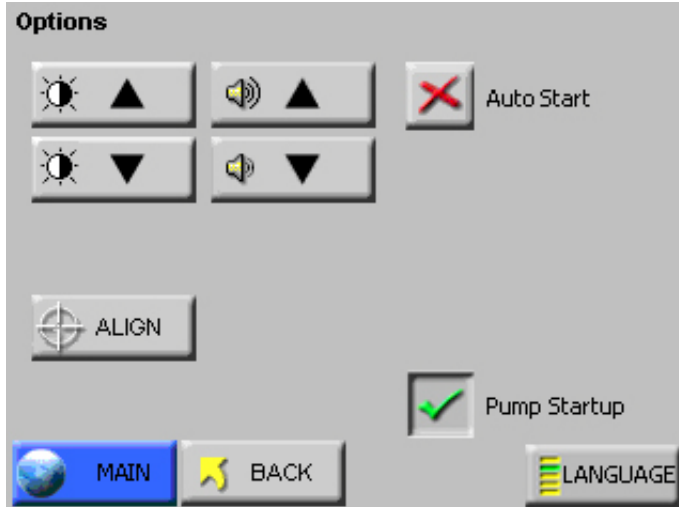 Options
Auto Start
ALIGN
Pump Startup
MAIN
BACK
LANGUAGE